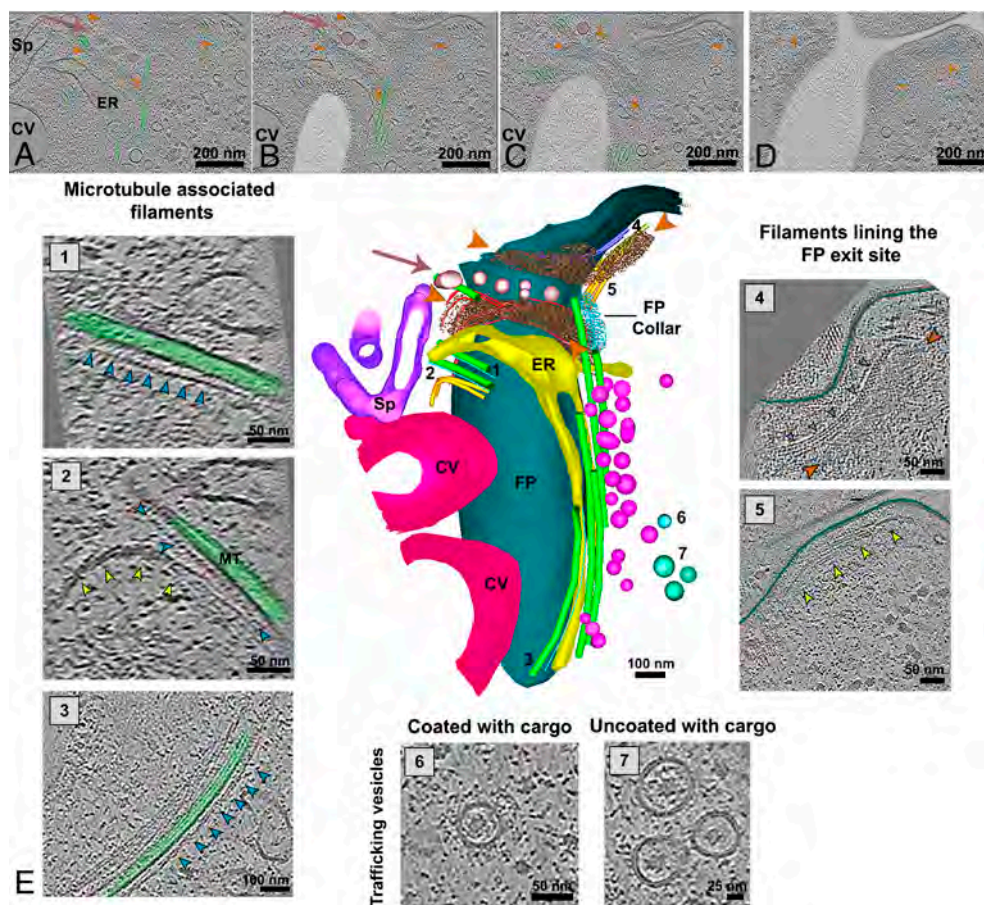 Sp
ER
CV
A
200 nm
B
200 nm
CV
C
200 nm
D
200 nm
Microtubule associated
filaments
1
50 nm
2
MT
50 nm
3
100 nm
E
4
5
FP
Collar
ER
2
1
Sp
CV
FP
6
7
CV
3
100 nm
Filaments lining the
FP exit site
4
50 nm
5
50 nm
Trafficking vesicles
Coated with cargo
6
50 nm
Uncoated with cargo
7
25 nm